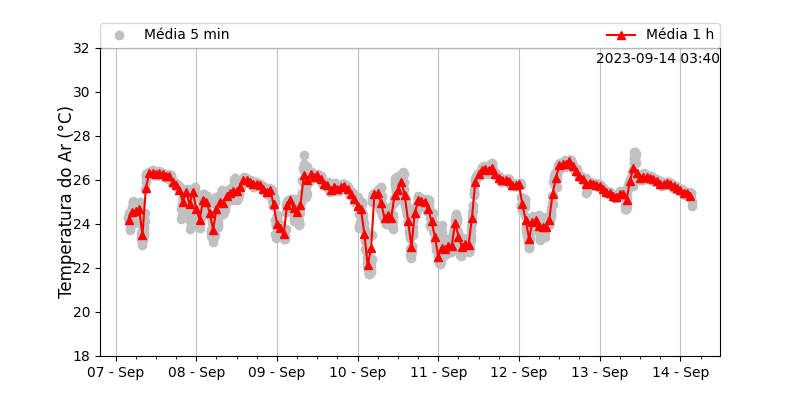 Média 5 min
Média 1 h
2023-09-14 03:40
Temperatura do Ar (°C)
32
30
28
26
24
22
20
18
07 - Sep
08 - Sep
09 - Sep
10 - Sep
11 - Sep
12 - Sep
13 - Sep
14 - Sep